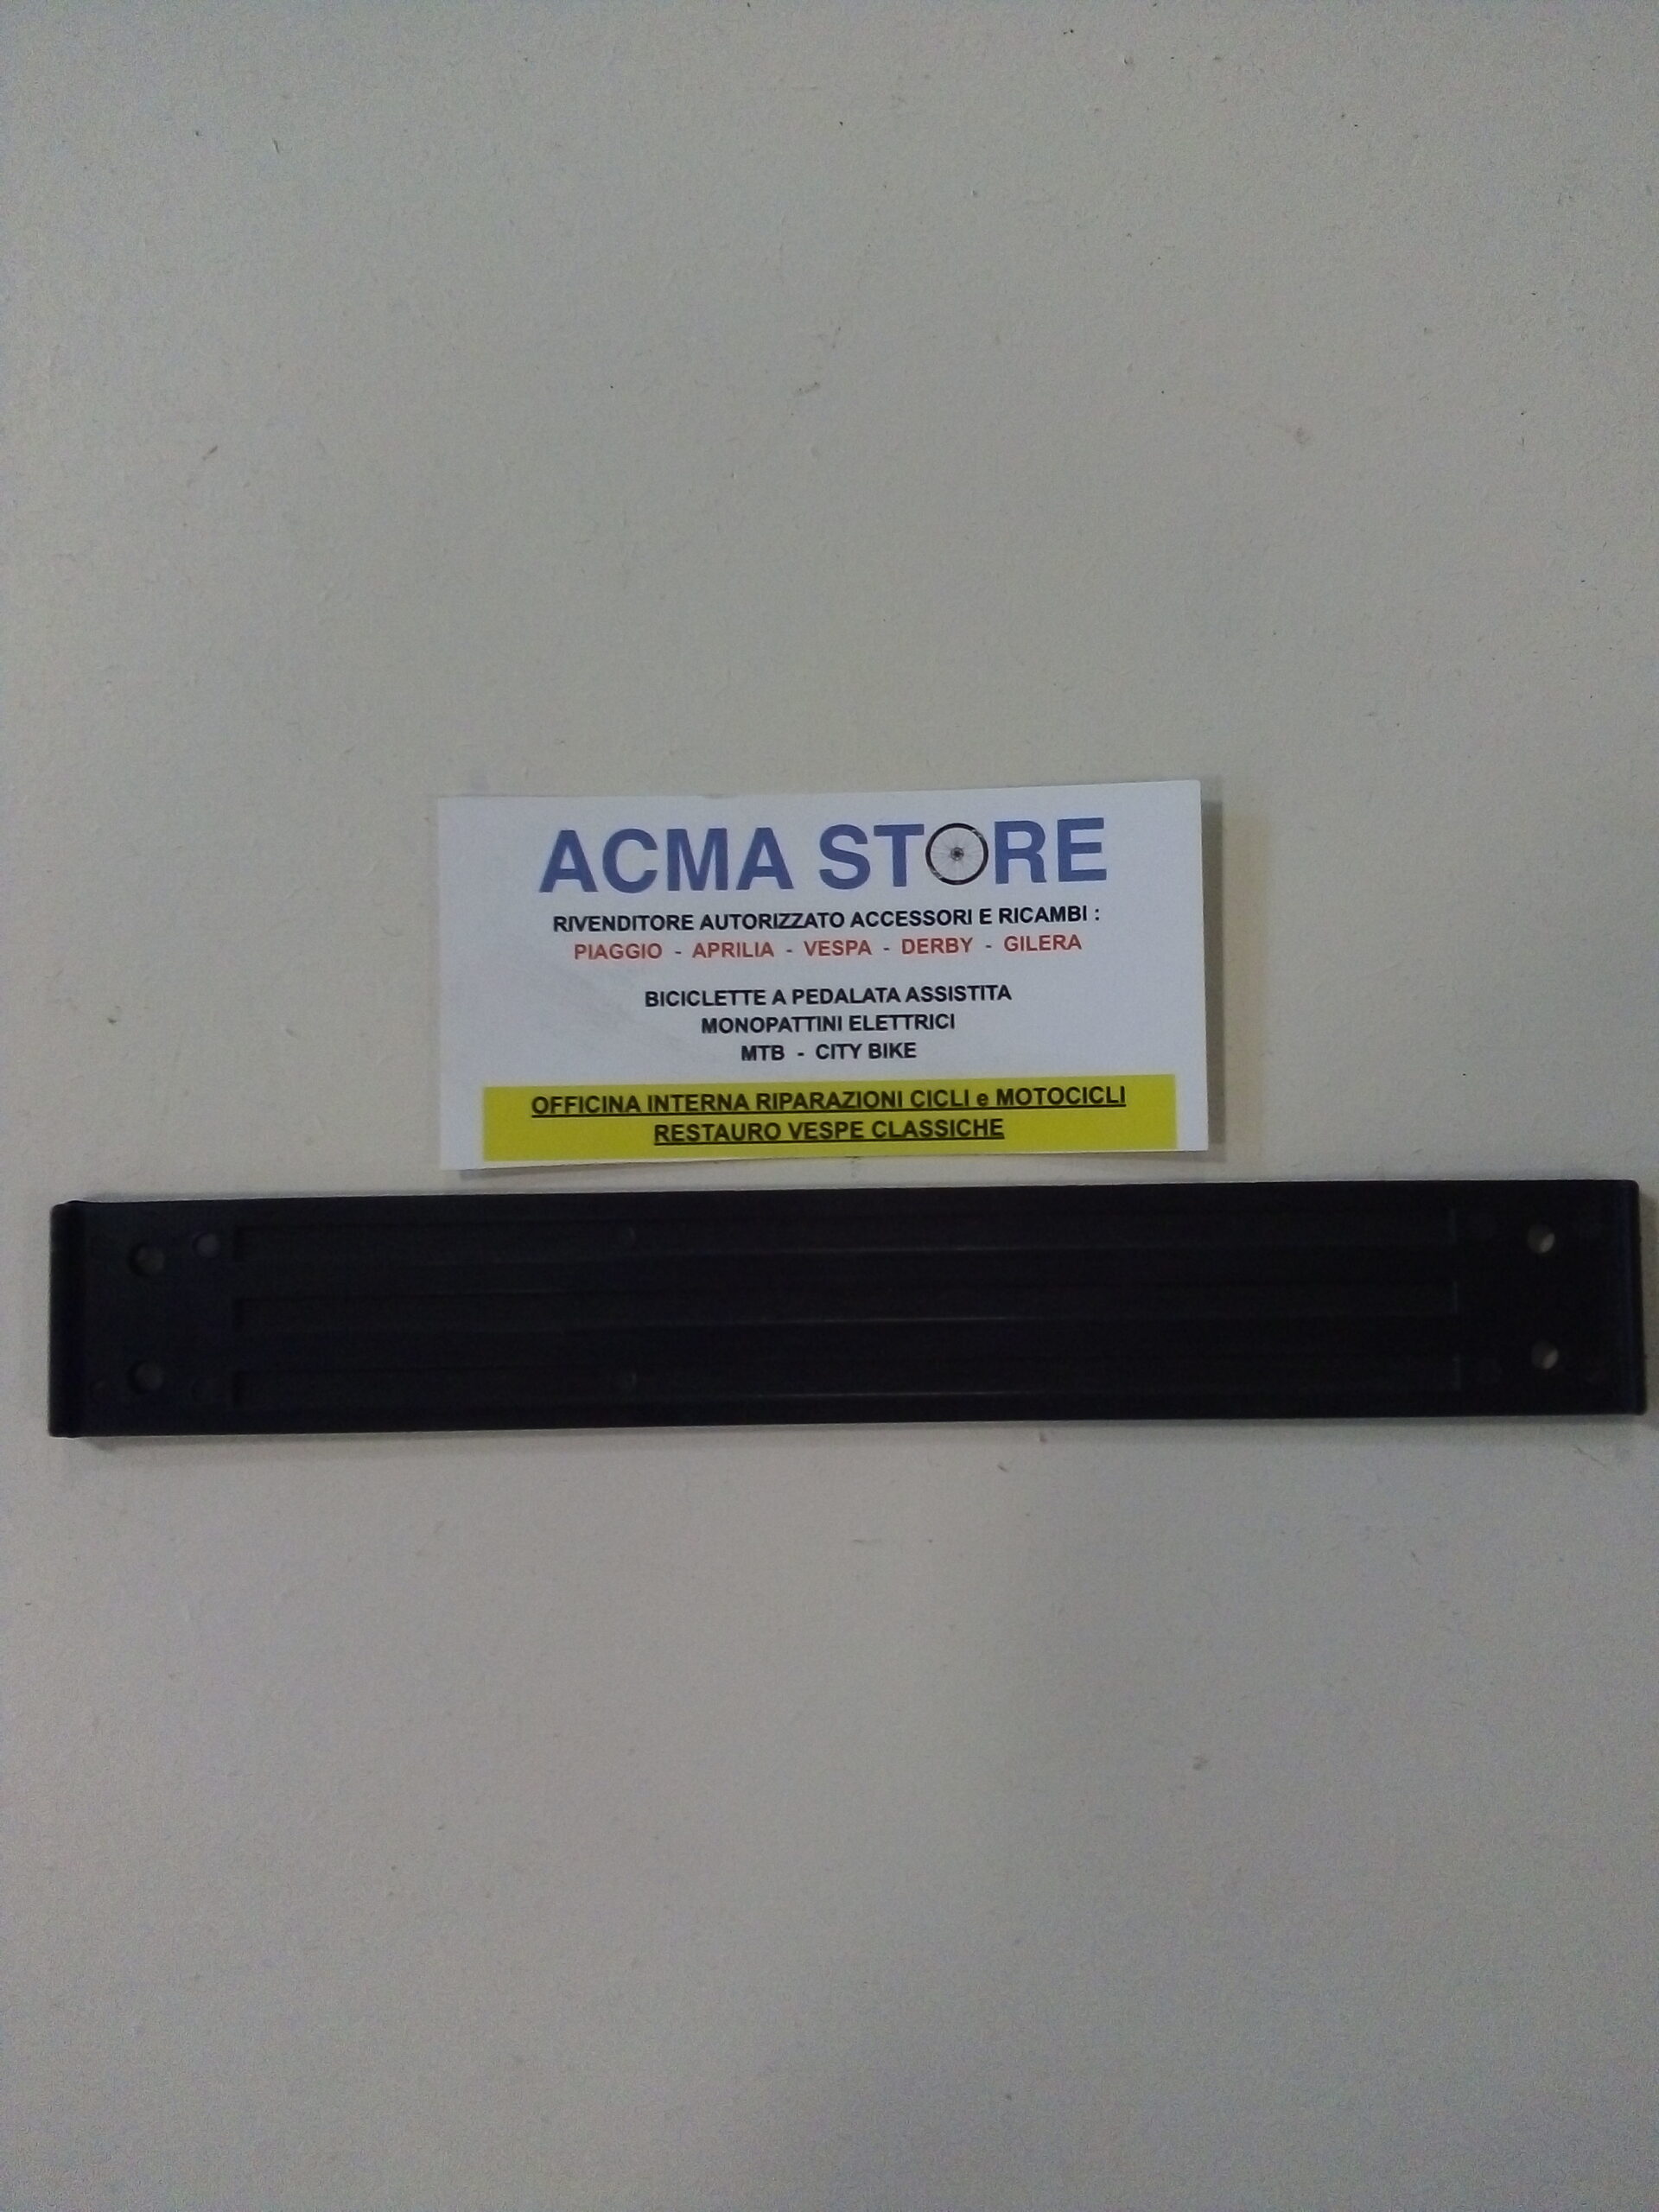 ACMA STORE
RIVENDITORE AUTORIZZATO ACCESSORI E RICAMBI :
PIAGGIO - APRILIA - VESPA - DERBY - GILERA
BICICLETTE A PEDALATA ASSISTITA
MONOPATTINI ELETTRICI
MTB - CITY BIKE
OFFICINA INTERNA RIPARAZIONI CICLI e MOTOCICLI
RESTAURO VESPE CLASSICHE